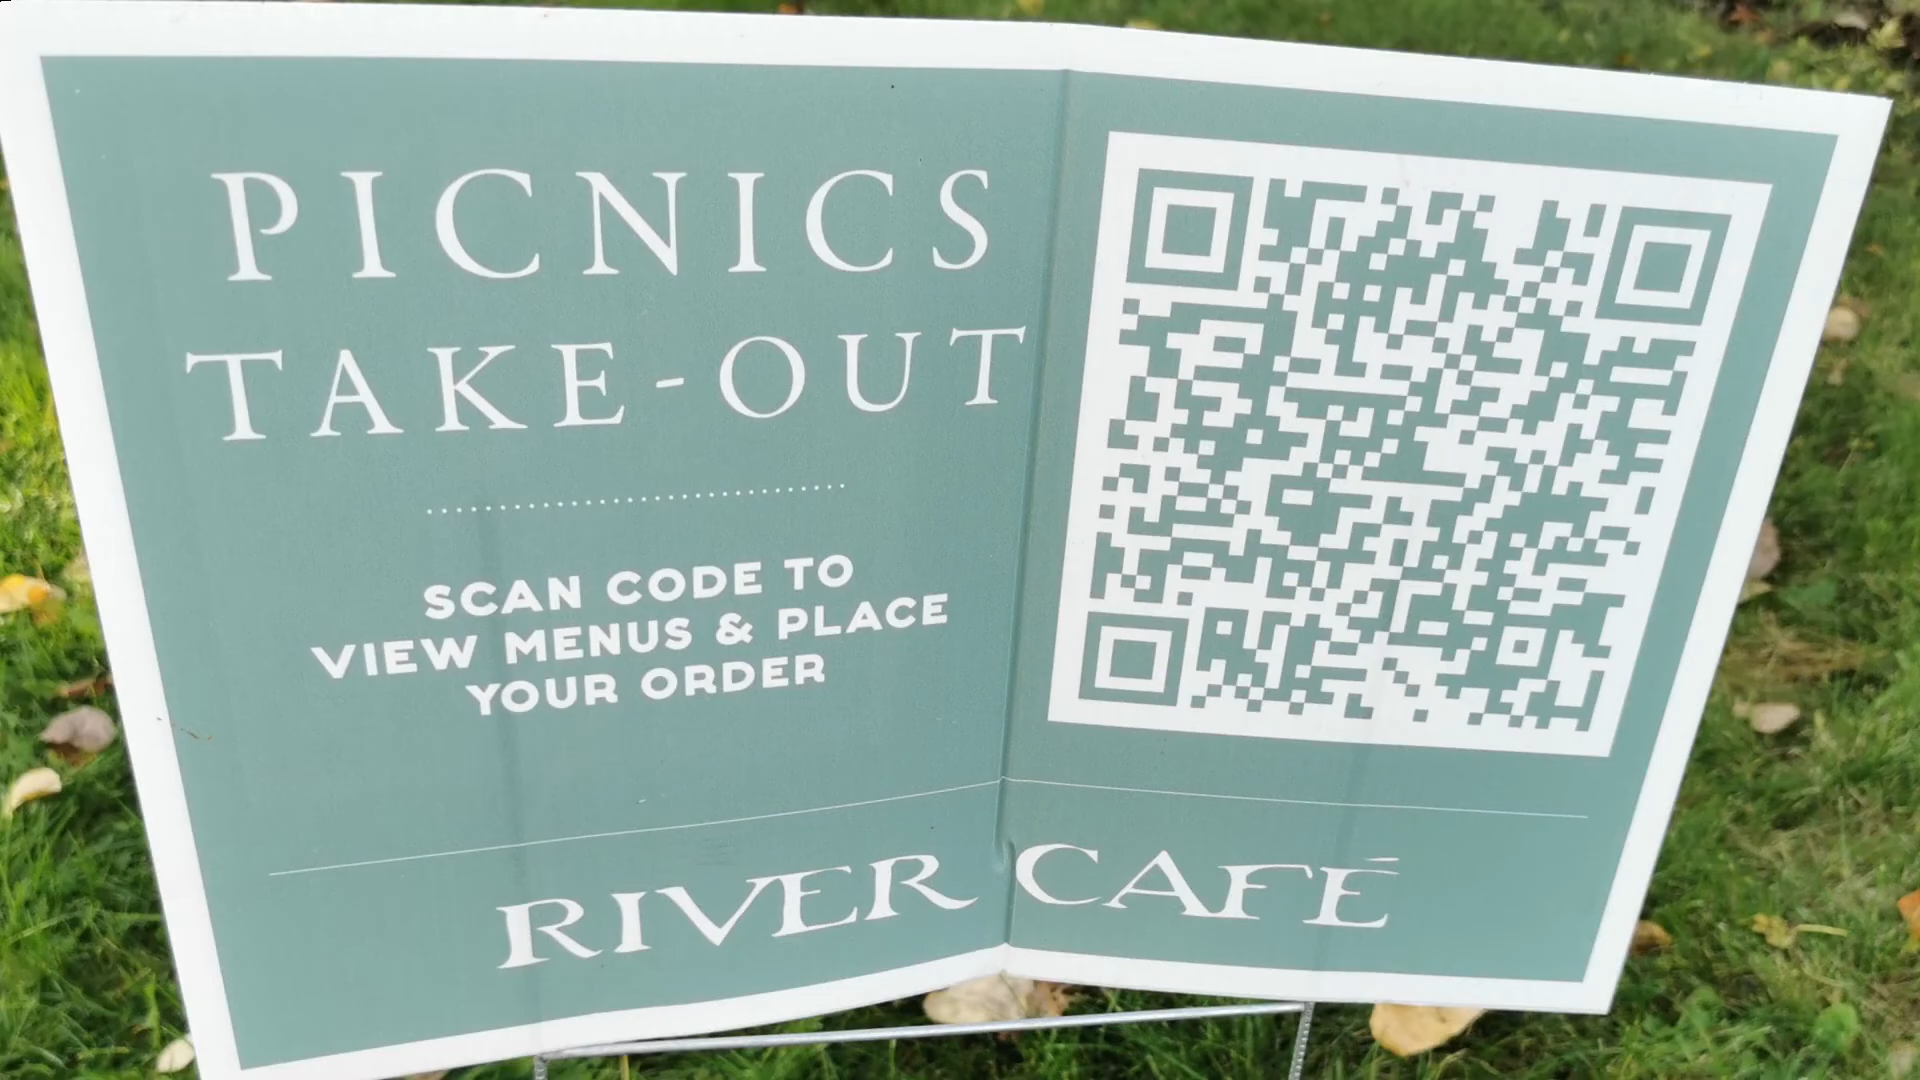 PICNICS
TAKE-OUT
SCAN CODE TO
VIEW MENUS & PLACE
YOUR ORDER
RIVER CAFÉ